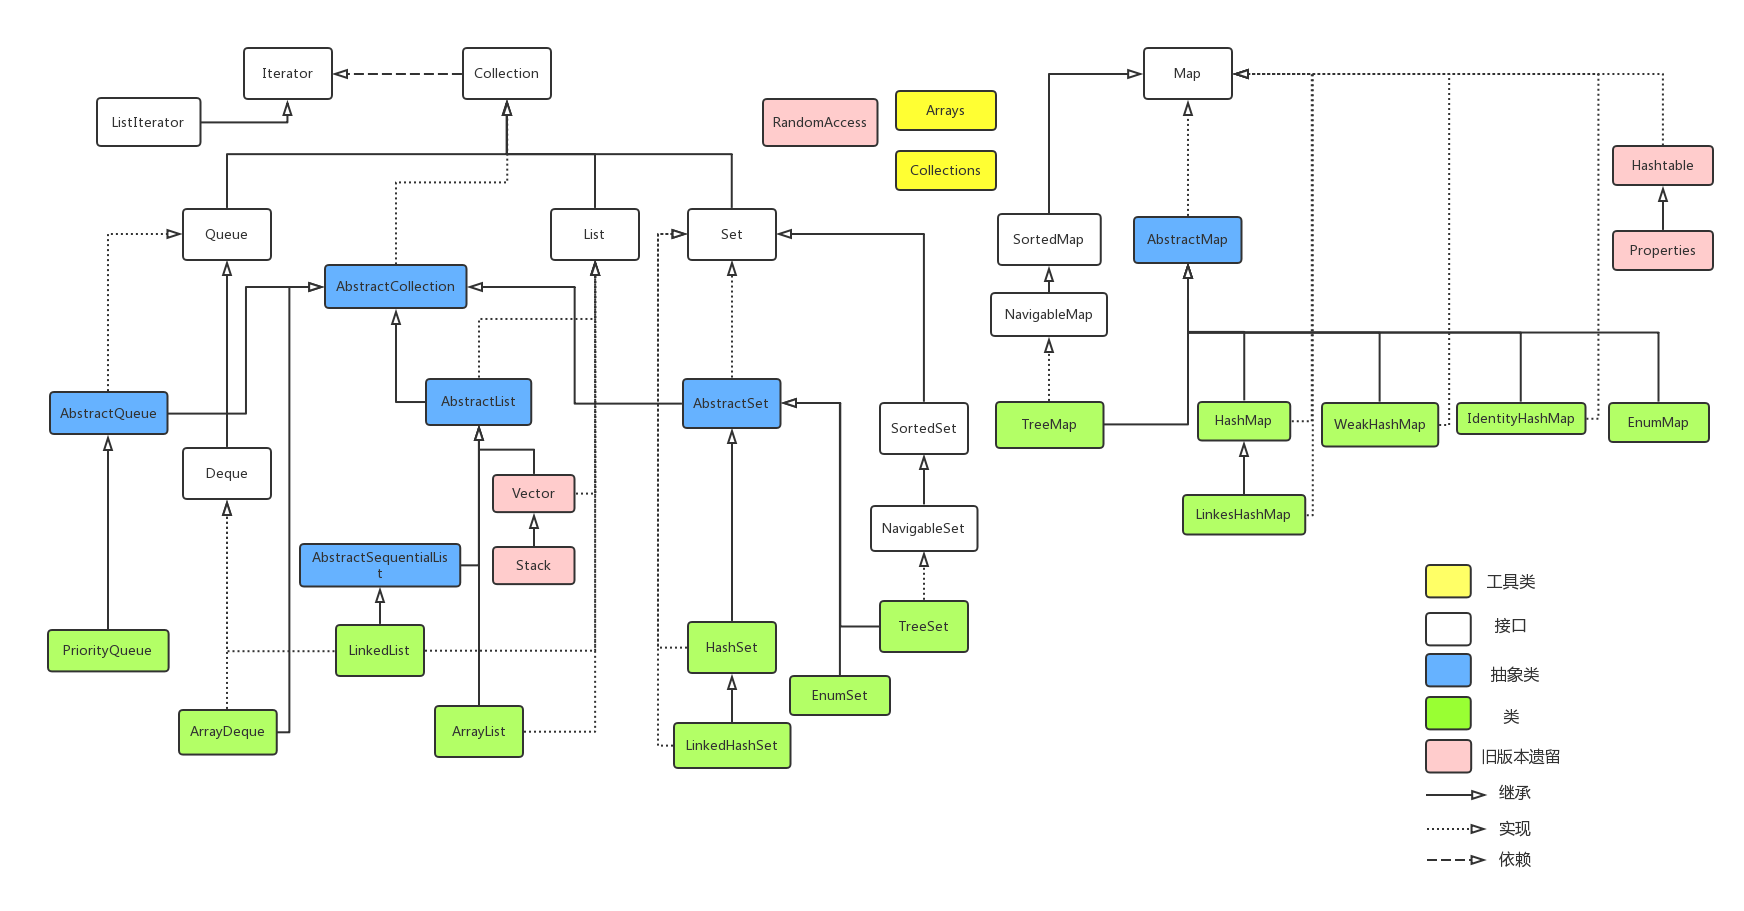 Iterator
Collection
Map
ListIterator
RandomAccess
Arrays
Collections
Hashtable
Queue
List
Set
SortedMap
AbstractMap
Properties
AbstractCollection
NavigableMap
AbstractQueue
AbstractList
AbstractSet
SortedSet
TreeMap
HashMap
WeakHashMap
IdentityHashMap
EnumMap
Deque
Vector
NavigableSet
LinkesHashMap
AbstractSequentialLis
t
Stack
PriorityQueue
LinkedList
HashSet
TreeSet
EnumSet
ArrayDeque
ArrayList
LinkedHashSet
工具类
接口
抽象类
类
旧版本遗留
继承
实现
依赖